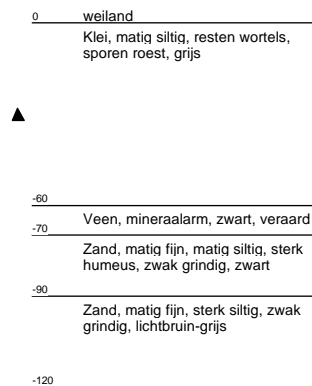 0 weiland
Klei, matig siltig, resten wortels,
sporen roest, grijs
-60
Veen, mineraalarm, zwart, veraard
-70
Zand, matig fijn, matig siltig, sterk
humeus, zwak grindig, zwart
-90
Zand, matig fijn, sterk siltig, zwak
grindig, lichtbruin-grijs
-120